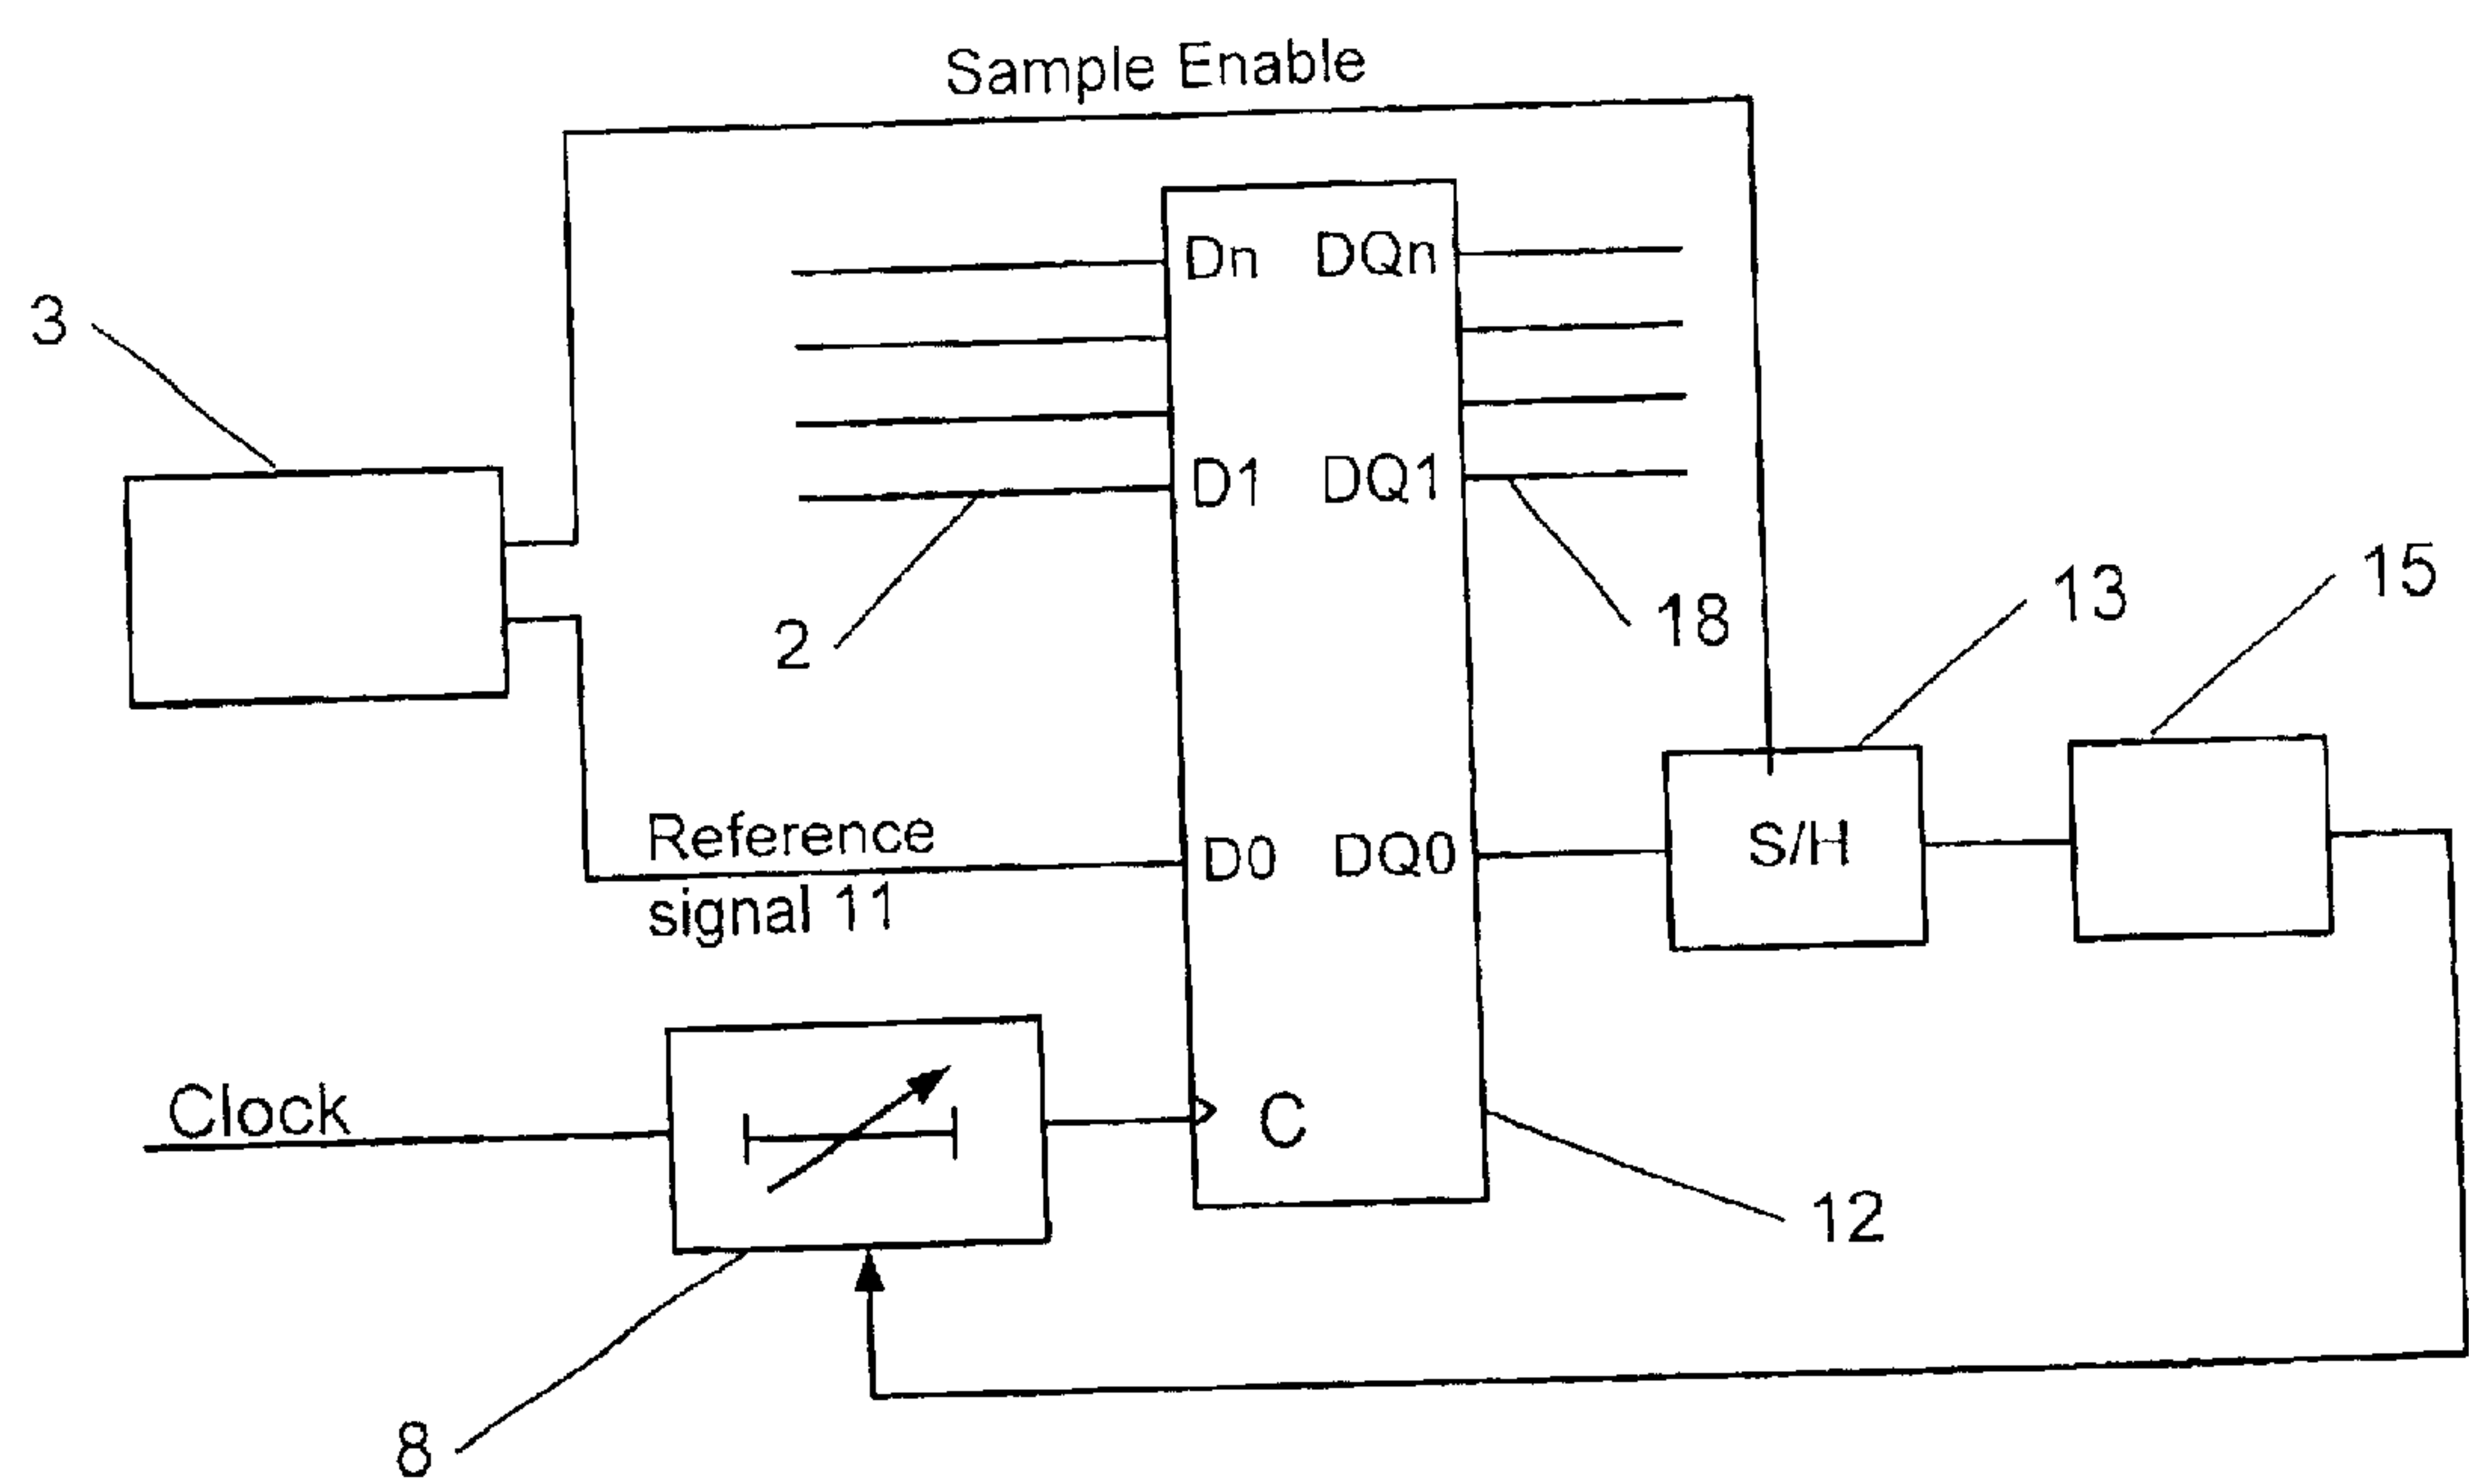 Sample Enable
Dn DQn
3
D1 DQ1
2
18
13
15
Reference
signal 11
D0 DQ0
S/H
Clock
C
12
8